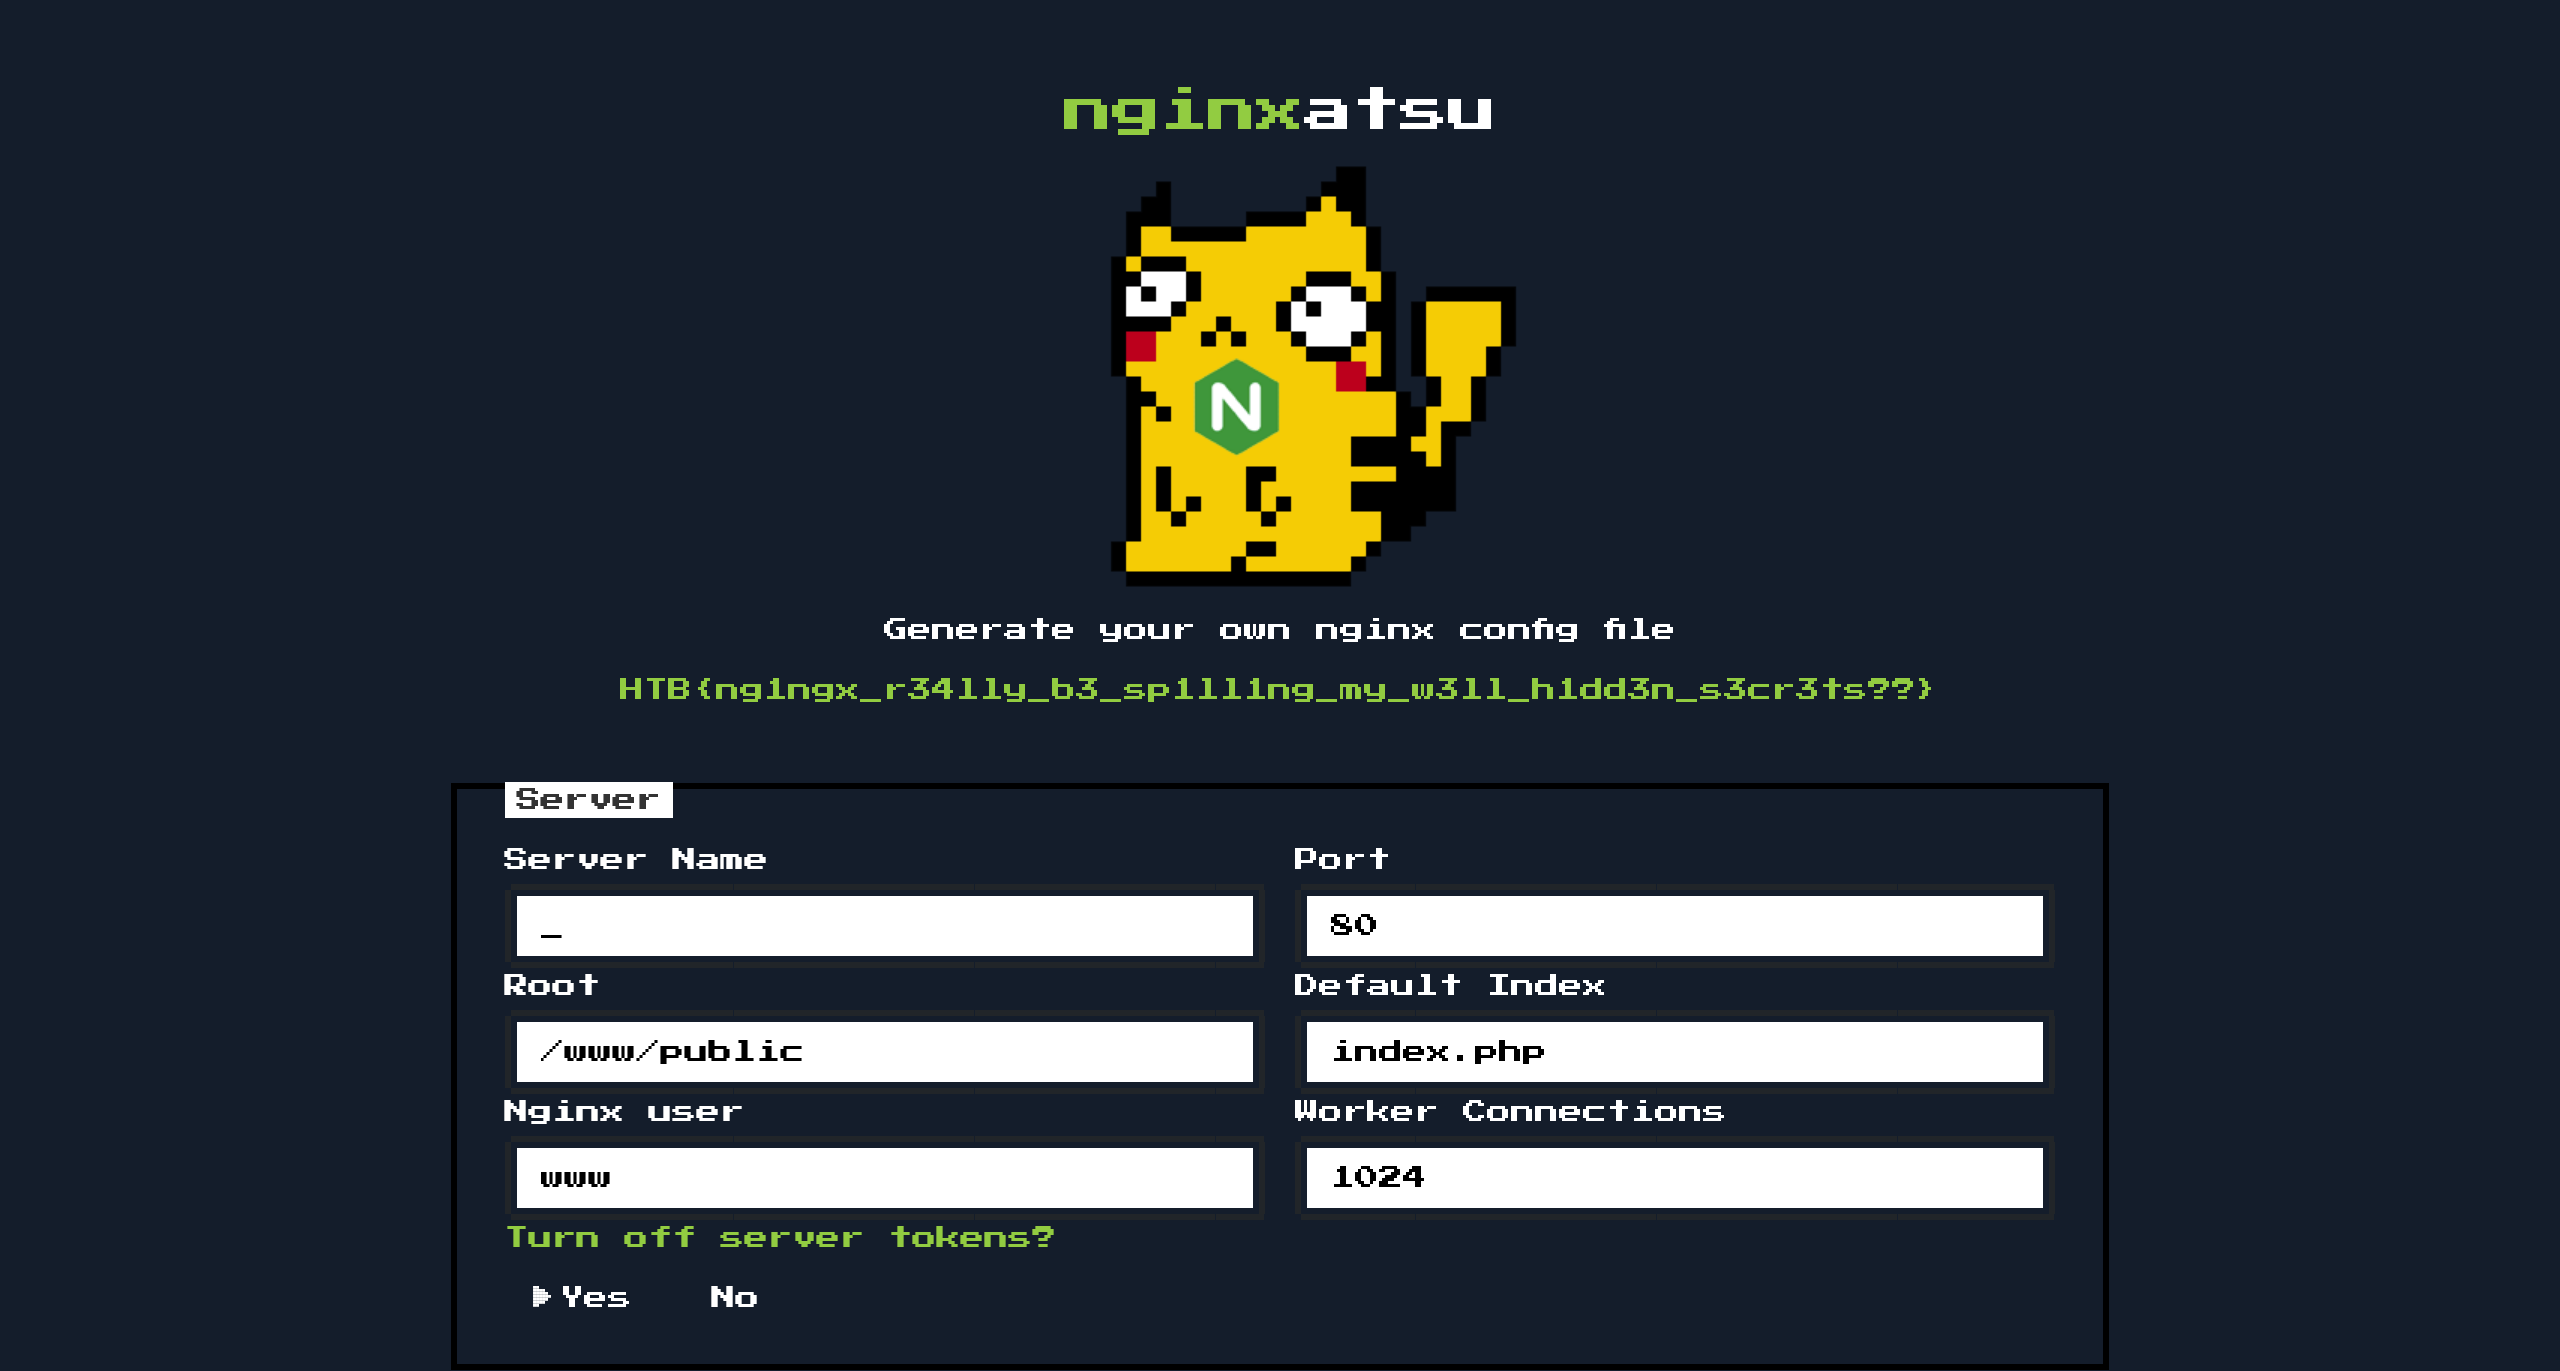 nginxatsu
N
Generate your own nginx config file
HTB{ng1ngx_r34lly_b3_sp1ll1ng_my_w3ll_h1dd3n_s3cr3ts??}
Server
Server Name
Port
_
80
Root
Default Index
/www/public
index.php
Nginx user
Worker Connections
www
1024
Turn off server tokens?
Yes No